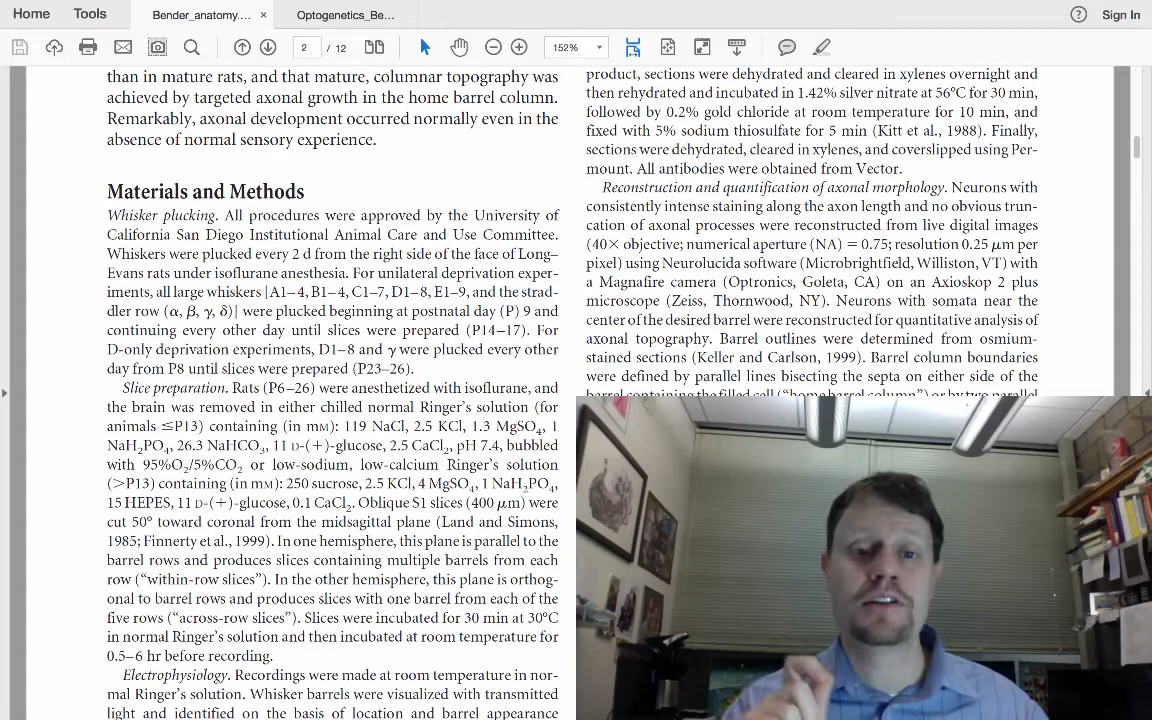 Home
Tools
Bender_anatomy....
×
Optogenetics_Be...
?
Sign In
2
/ 12
152%
than in mature rats, and that mature, columnar topography was
achieved by targeted axonal growth in the home barrel column.
Remarkably, axonal development occurred normally even in the
absence of normal sensory experience.
Materials and Methods
Whisker plucking. All procedures were approved by the University of
California San Diego Institutional Animal Care and Use Committee.
Whiskers were plucked every 2 d from the right side of the face of Long–
Evans rats under isoflurane anesthesia. For unilateral deprivation exper-
iments, all large whiskers [A1–4, B1–4, C1–7, D1–8, E1–9, and the strad-
dler row (α, β, γ, δ)] were plucked beginning at postnatal day (P) 9 and
continuing every other day until slices were prepared (P14–17). For
D-only deprivation experiments, D1–8 and γ were plucked every other
day from P8 until slices were prepared (P23–26).
Slice preparation. Rats (P6–26) were anesthetized with isoflurane, and
the brain was removed in either chilled normal Ringer's solution (for
animals ≤P13) containing (in mM): 119 NaCl, 2.5 KCl, 1.3 MgSO4, 1
NaH2PO4, 26.3 NaHCO3, 11 D-(+)-glucose, 2.5 CaCl2, pH 7.4, bubbled
with 95%O2/5%CO2 or low-sodium, low-calcium Ringer's solution
(>P13) containing (in mM): 250 sucrose, 2.5 KCl, 4 MgSO4, 1 NaH2PO4,
15 HEPES, 11 D-(+)-glucose, 0.1 CaCl2. Oblique S1 slices (400 μm) were
cut 50° toward coronal from the midsagittal plane (Land and Simons,
1985; Finnerty et al., 1999). In one hemisphere, this plane is parallel to the
barrel rows and produces slices containing multiple barrels from each
row ("within-row slices"). In the other hemisphere, this plane is orthog-
onal to barrel rows and produces slices with one barrel from each of the
five rows ("across-row slices"). Slices were incubated for 30 min at 30°C
in normal Ringer's solution and then incubated at room temperature for
0.5–6 hr before recording.
Electrophysiology. Recordings were made at room temperature in nor-
mal Ringer's solution. Whisker barrels were visualized with transmitted
light and identified on the basis of location and barrel appearance
product, sections were dehydrated and cleared in xylenes overnight and
then rehydrated and incubated in 1.42% silver nitrate at 56°C for 30 min,
followed by 0.2% gold chloride at room temperature for 10 min, and
fixed with 5% sodium thiosulfate for 5 min (Kitt et al., 1988). Finally,
sections were dehydrated, cleared in xylenes, and coverslipped using Per-
mount. All antibodies were obtained from Vector.
Reconstruction and quantification of axonal morphology. Neurons with
consistently intense staining along the axon length and no obvious trun-
cation of axonal processes were reconstructed from live digital images
(40× objective; numerical aperture (NA) = 0.75; resolution 0.25 μm per
pixel) using Neurolucida software (Microbrightfield, Williston, VT) with
a Magnafire camera (Optronics, Goleta, CA) on an Axioskop 2 plus
microscope (Zeiss, Thornwood, NY). Neurons with somata near the
center of the desired barrel were reconstructed for quantitative analysis of
axonal topography. Barrel outlines were determined from osmium-
stained sections (Keller and Carlson, 1999). Barrel column boundaries
were defined by parallel lines bisecting the septa on either side of the
barrel containing the filled cell ("home barrel column") or by two parallel